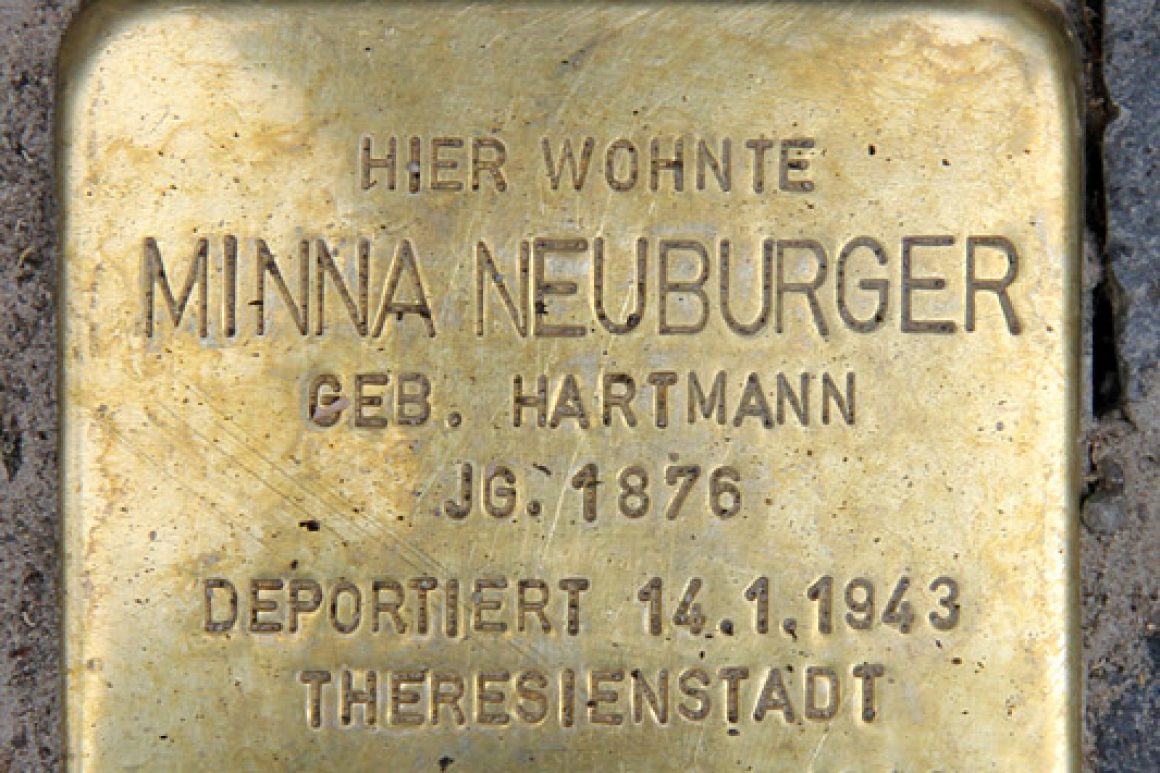 HIER WOHNTE
MINNA NEUBURGER
GEB. HARTMANN
JG. 1876
DEPORTIERT 14.1.1943
THERESIENSTADT